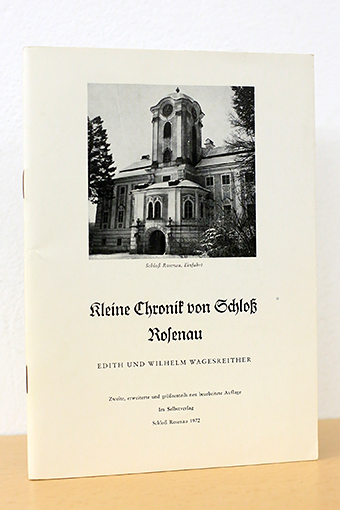 Schloß Rosenau, Einfahrt
Kleine Chronik von Schloß
Rosenau
EDITH UND WILHELM WAGESREITHER
Zweite, erweiterte und größtenteils neu bearbeitete Auflage
Im Selbstverlag
Schloß Rosenau 1972